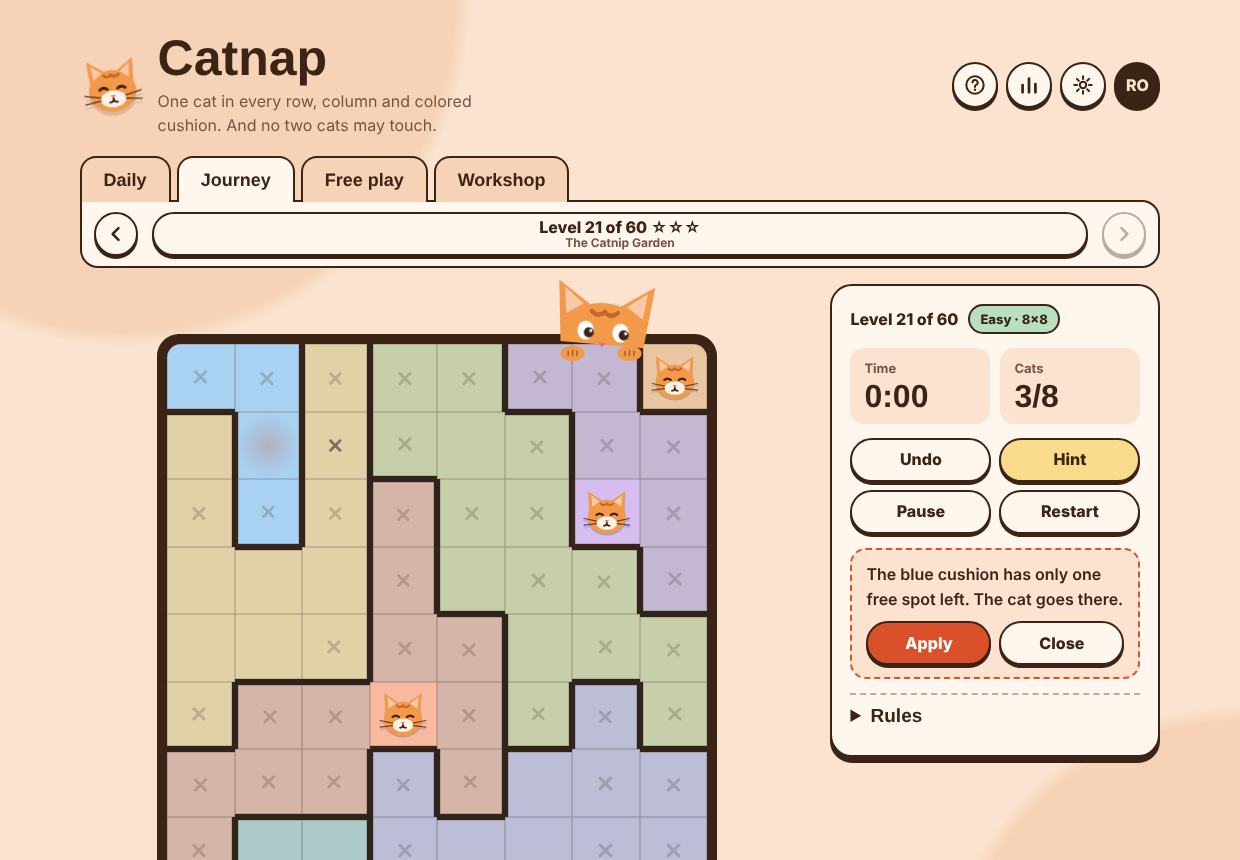 Catnap
One cat in every row, column and colored
cushion. And no two cats may touch.
RO
Daily
Journey
Free play
Workshop
Level 21 of 60 ☆☆☆
The Catnip Garden
Level 21 of 60
Easy · 8×8
Time
0:00
Cats
3/8
Undo
Hint
Pause
Restart
The blue cushion has only one
free spot left. The cat goes there.
Apply
Close
Rules